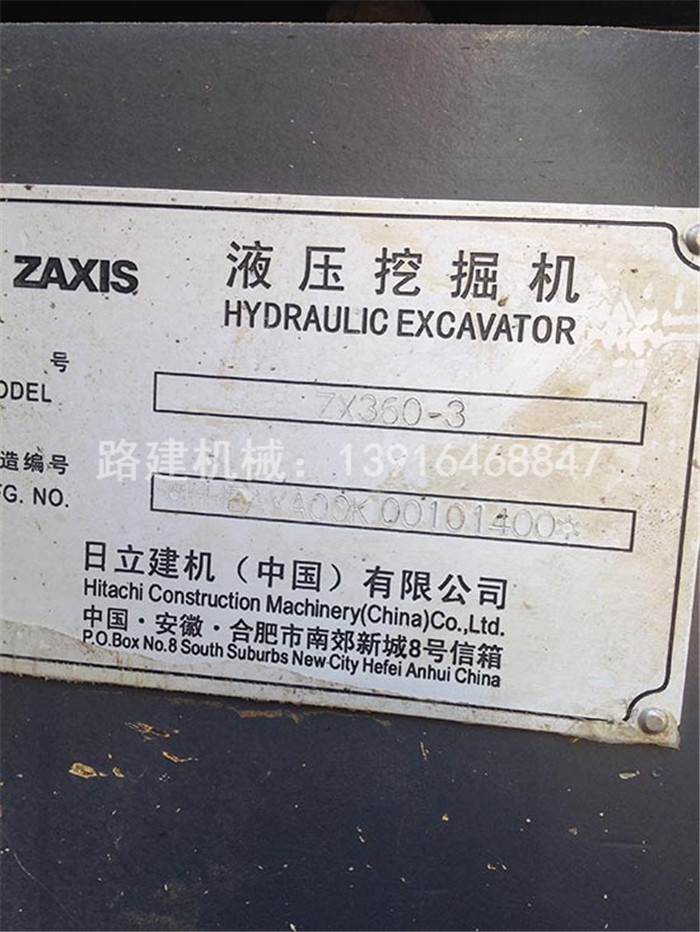 ZAXIS 液压挖掘机
HYDRAULIC EXCAVATOR
号
ODEL ZX360-3
路建机械：13916468847
造编号
FG. NO.
日立建机（中国）有限公司
Hitachi Construction Machinery(China)Co.,Ltd.
中国·安徽·合肥市南郊新城8号信箱
P.O.Box No.8 South Suburbs New City Hefei Anhui China